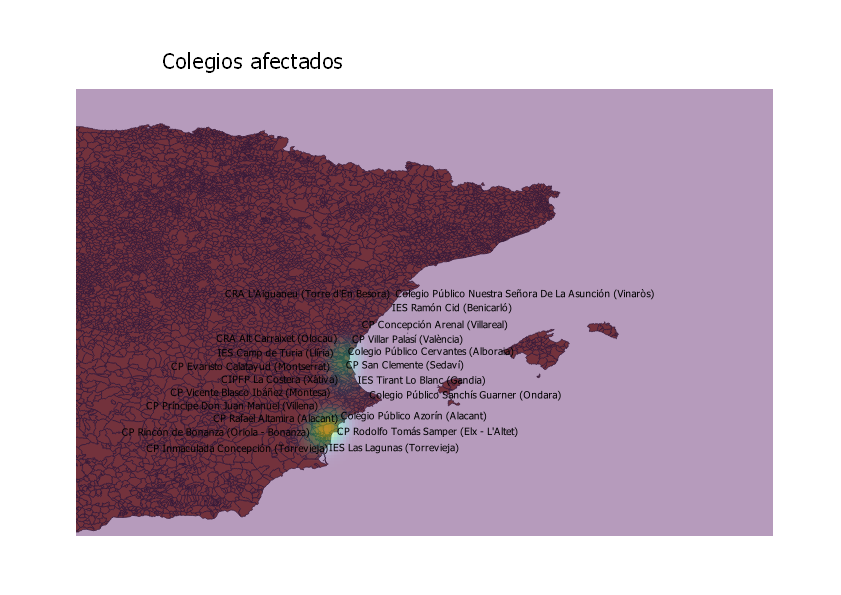 Colegios afectados
CRA L'Aiguaneu (Torre d'En Besora) Colegio Público Nuestra Señora De La Asunción (Vinaròs)
IES Ramón Cid (Benicarló)
CP Concepción Arenal (Villareal)
CRA Alt Carraixet (Olocau) CP Villar Palasí (València)
IES Camp de Túria (Llíria) Colegio Público Cervantes (Alboraia)
CP Evaristo Calatayud (Montserrat) CP San Clemente (Sedaví)
CIPFP La Costera (Xàtiva) IES Tirant Lo Blanc (Gandia)
CP Vicente Blasco Ibáñez (Montesa) Colegio Público Sanchís Guarner (Ondara)
CP Príncipe Don Juan Manuel (Villena)
CP Rafael Altamira (Alacant) Colegio Público Azorín (Alacant)
CP Rincón de Bonanza (Oriola - Bonanza) CP Rodolfo Tomás Samper (Elx - L'Altet)
CP Inmaculada Concepción (Torrevieja) IES Las Lagunas (Torrevieja)